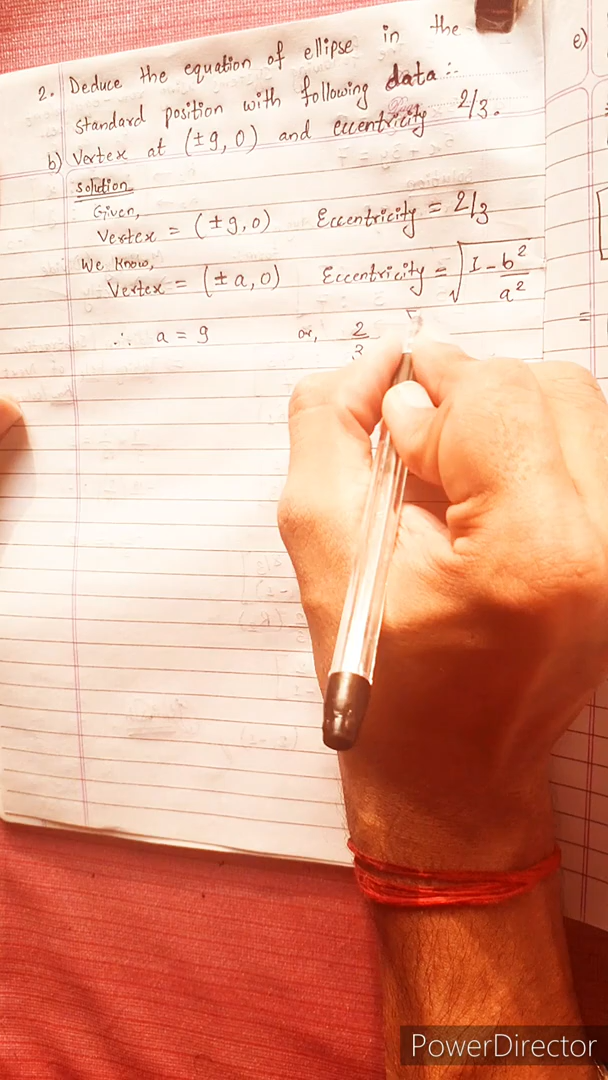 2. Deduce the equation of ellipse in the
standard position with following data:-
b) Vertex at (±9, 0) and eccentricity 2/3.
solution
Given,
Vertex = (±9,0) Eccentricity = 2/3
We Know,
Vertex = (±a,0) Eccentricity = √(1-b²/a²)
∴ a = 9 or, 2/3 √
e)
=
PowerDirector